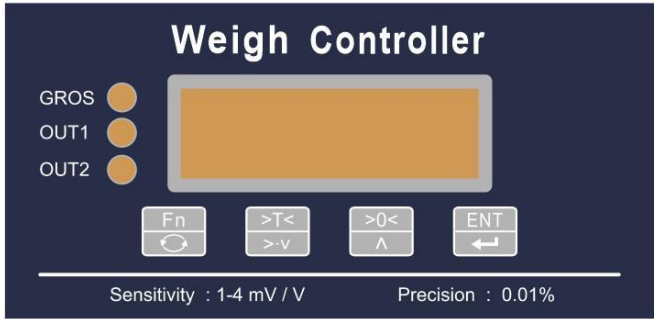 Weigh Controller
GROS
OUT1
OUT2
Fn >T< >0< ENT
>·v ∧
Sensitivity : 1-4 mV / V Precision : 0.01%